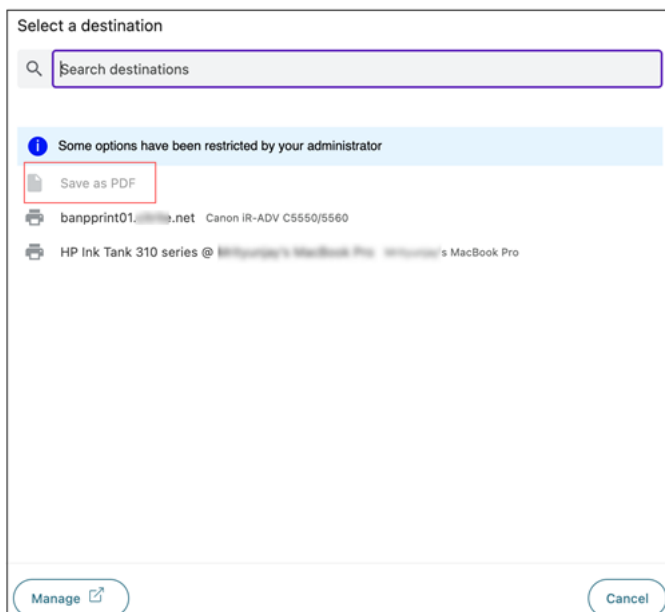 Select a destination
Search destinations
Some options have been restricted by your administrator
Save as PDF
banpprint01. .net Canon iR-ADV C5550/5560
HP Ink Tank 310 series @ 's MacBook Pro
Manage
Cancel